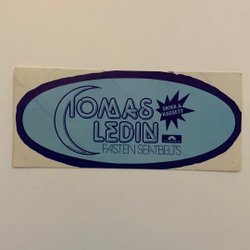 TOMAS
LEDIN
FASTEN SEATBELTS
SKIVA &
KASSETT